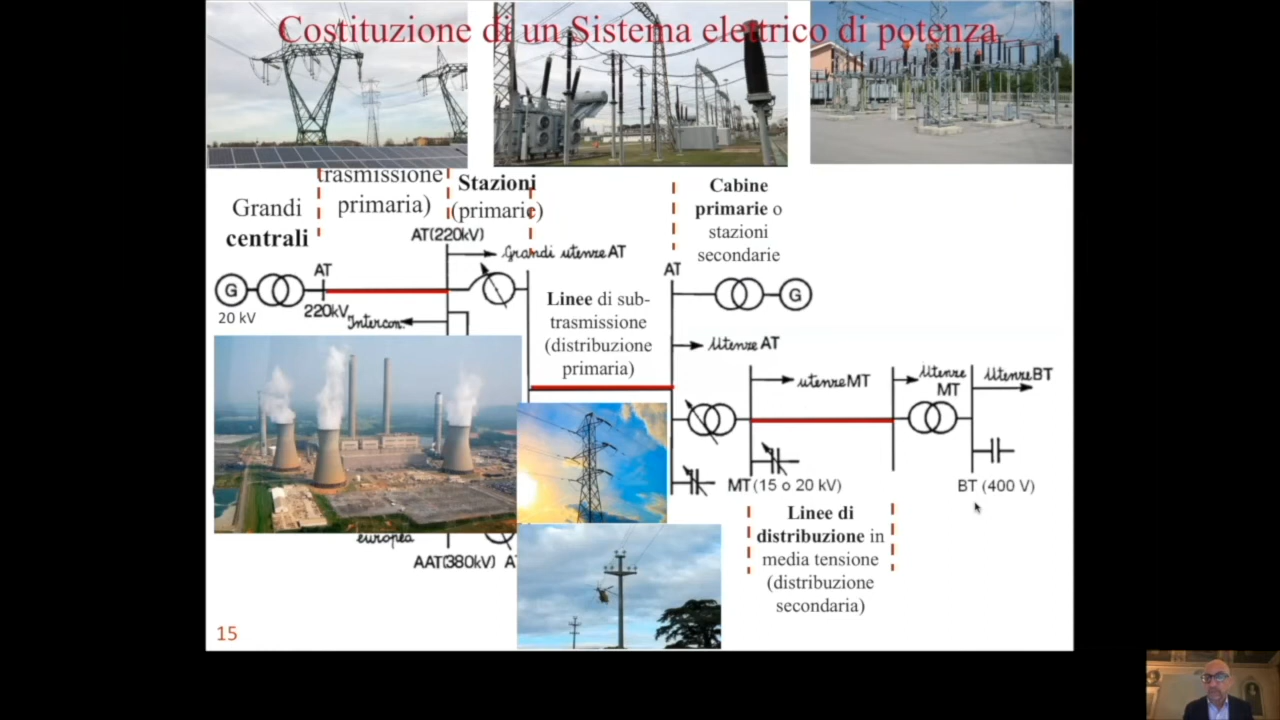 Costituzione di un Sistema elettrico di potenza
trasmissione
primaria)
Stazioni
(primarie)
Grandi
centrali
Cabine
primarie o
stazioni
secondarie
AT(220kV)
Grandi utenze AT
AT
AT
G
G
20 kV
220kV
Intercon.
Linee di sub-
trasmissione
(distribuzione
primaria)
Utenze AT
utenze MT
Utenze
MT
Utenze BT
MT (15 o 20 kV)
BT (400 V)
Linee di
distribuzione in
media tensione
(distribuzione
secondaria)
europea
AAT(380kV) A
15